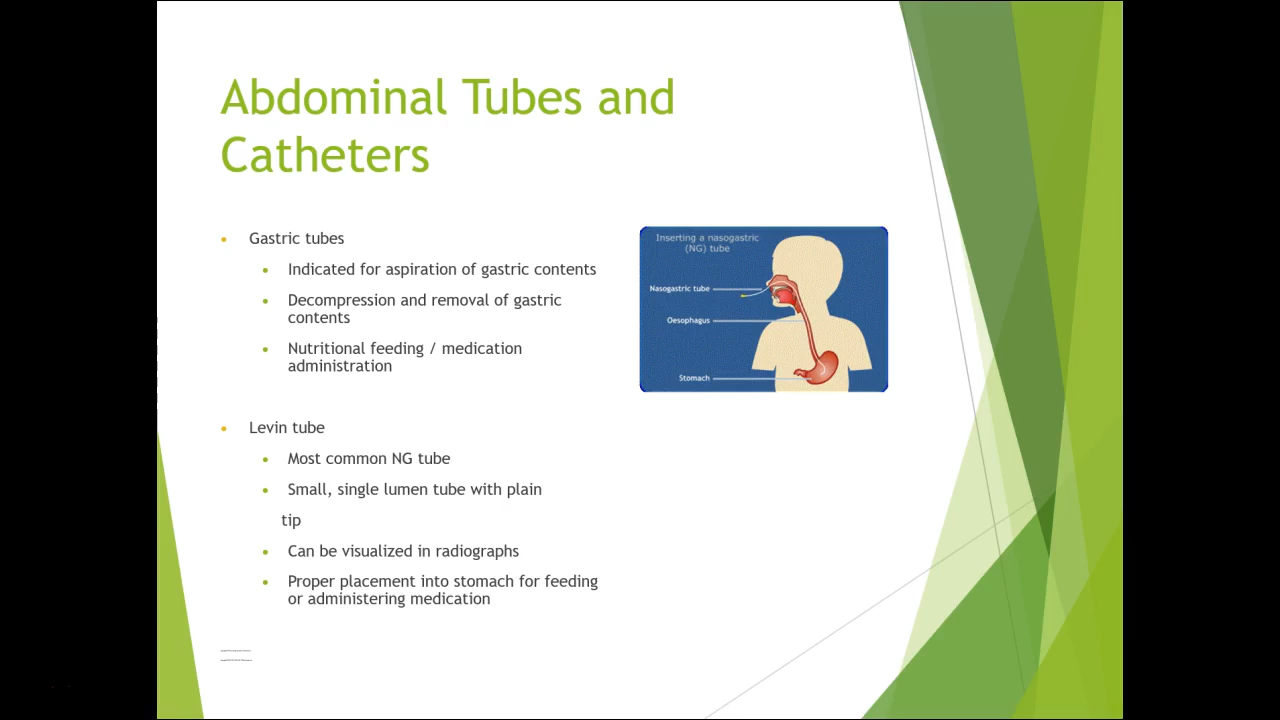 Abdominal Tubes and
Catheters
• Gastric tubes
• Indicated for aspiration of gastric contents
• Decompression and removal of gastric
contents
• Nutritional feeding / medication
administration
• Levin tube
• Most common NG tube
• Small, single lumen tube with plain
tip
• Can be visualized in radiographs
• Proper placement into stomach for feeding
or administering medication
Inserting a nasogastric
(NG) tube
Nasogastric tube
Oesophagus
Stomach